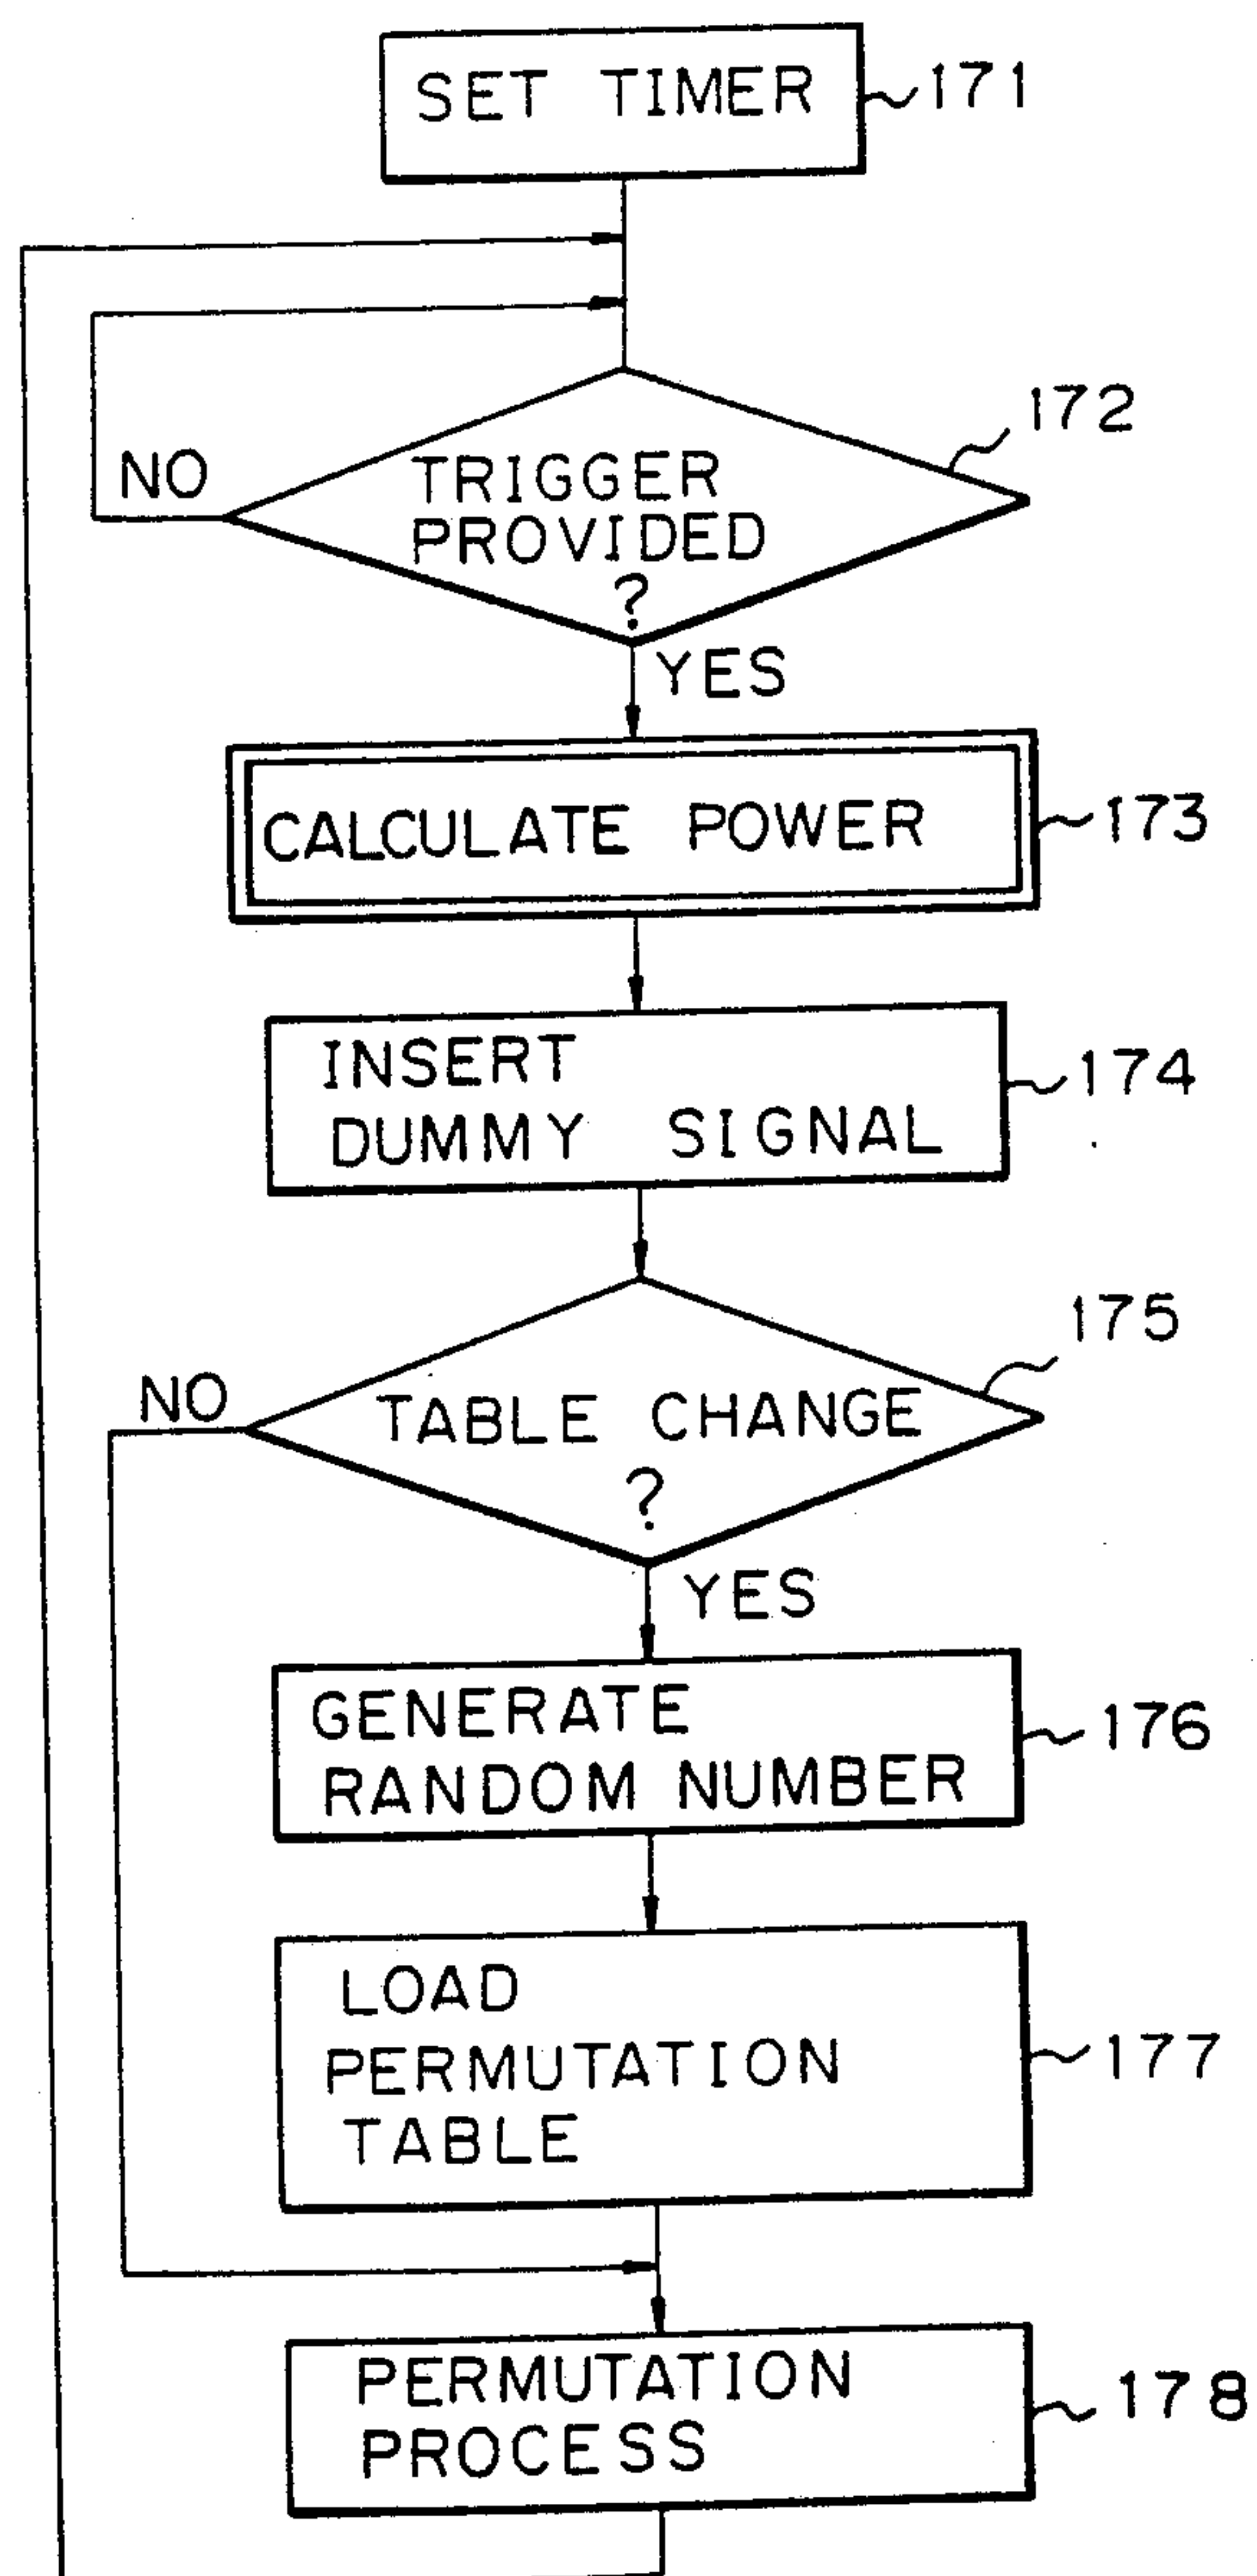 SET TIMER
171
172
NO
TRIGGER
PROVIDED
?
YES
CALCULATE POWER
173
INSERT
DUMMY SIGNAL
174
175
NO
TABLE CHANGE
?
YES
GENERATE
RANDOM NUMBER
176
LOAD
PERMUTATION
TABLE
177
PERMUTATION
PROCESS
178